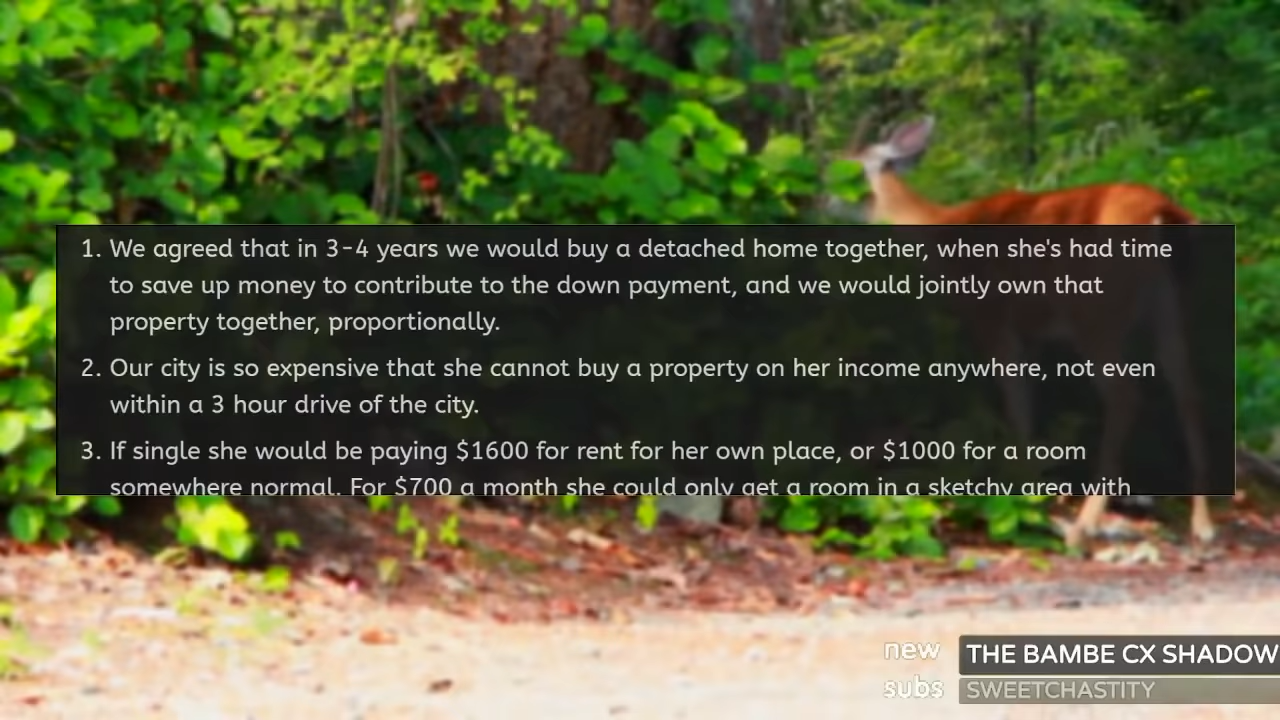 1. We agreed that in 3-4 years we would buy a detached home together, when she's had time
to save up money to contribute to the down payment, and we would jointly own that
property together, proportionally.
2. Our city is so expensive that she cannot buy a property on her income anywhere, not even
within a 3 hour drive of the city.
3. If single she would be paying $1600 for rent for her own place, or $1000 for a room
somewhere normal. For $700 a month she could only get a room in a sketchy area with
new THE BAMBE CX SHADOW
subs SWEETCHASTITY